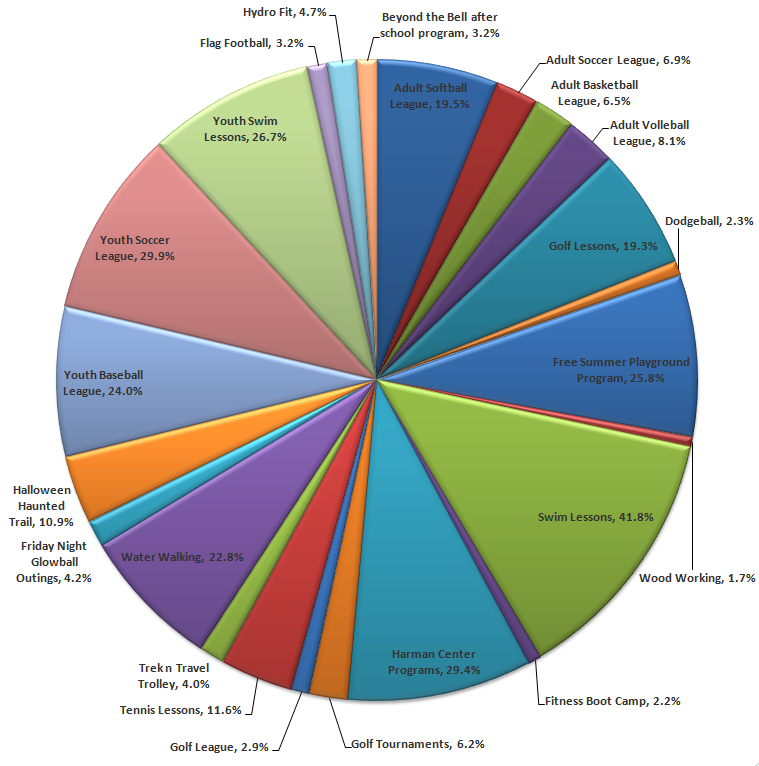 Hydro Fit, 4.7%
Beyond the Bell after
school program, 3.2%
Flag Football, 3.2%
Adult Softball
League, 19.5%
Adult Soccer League, 6.9%
Adult Basketball
League, 6.5%
Adult Volleball
League, 8.1%
Golf Lessons, 19.3%
Dodgeball, 2.3%
Free Summer Playground
Program, 25.8%
Wood Working, 1.7%
Swim Lessons, 41.8%
Fitness Boot Camp, 2.2%
Harman Center
Programs, 29.4%
Golf Tournaments, 6.2%
Golf League, 2.9%
Tennis Lessons, 11.6%
Trek n Travel
Trolley, 4.0%
Water Walking, 22.8%
Friday Night
Glowball
Outings, 4.2%
Halloween
Haunted
Trail, 10.9%
Youth Baseball
League, 24.0%
Youth Soccer
League, 29.9%
Youth Swim
Lessons, 26.7%